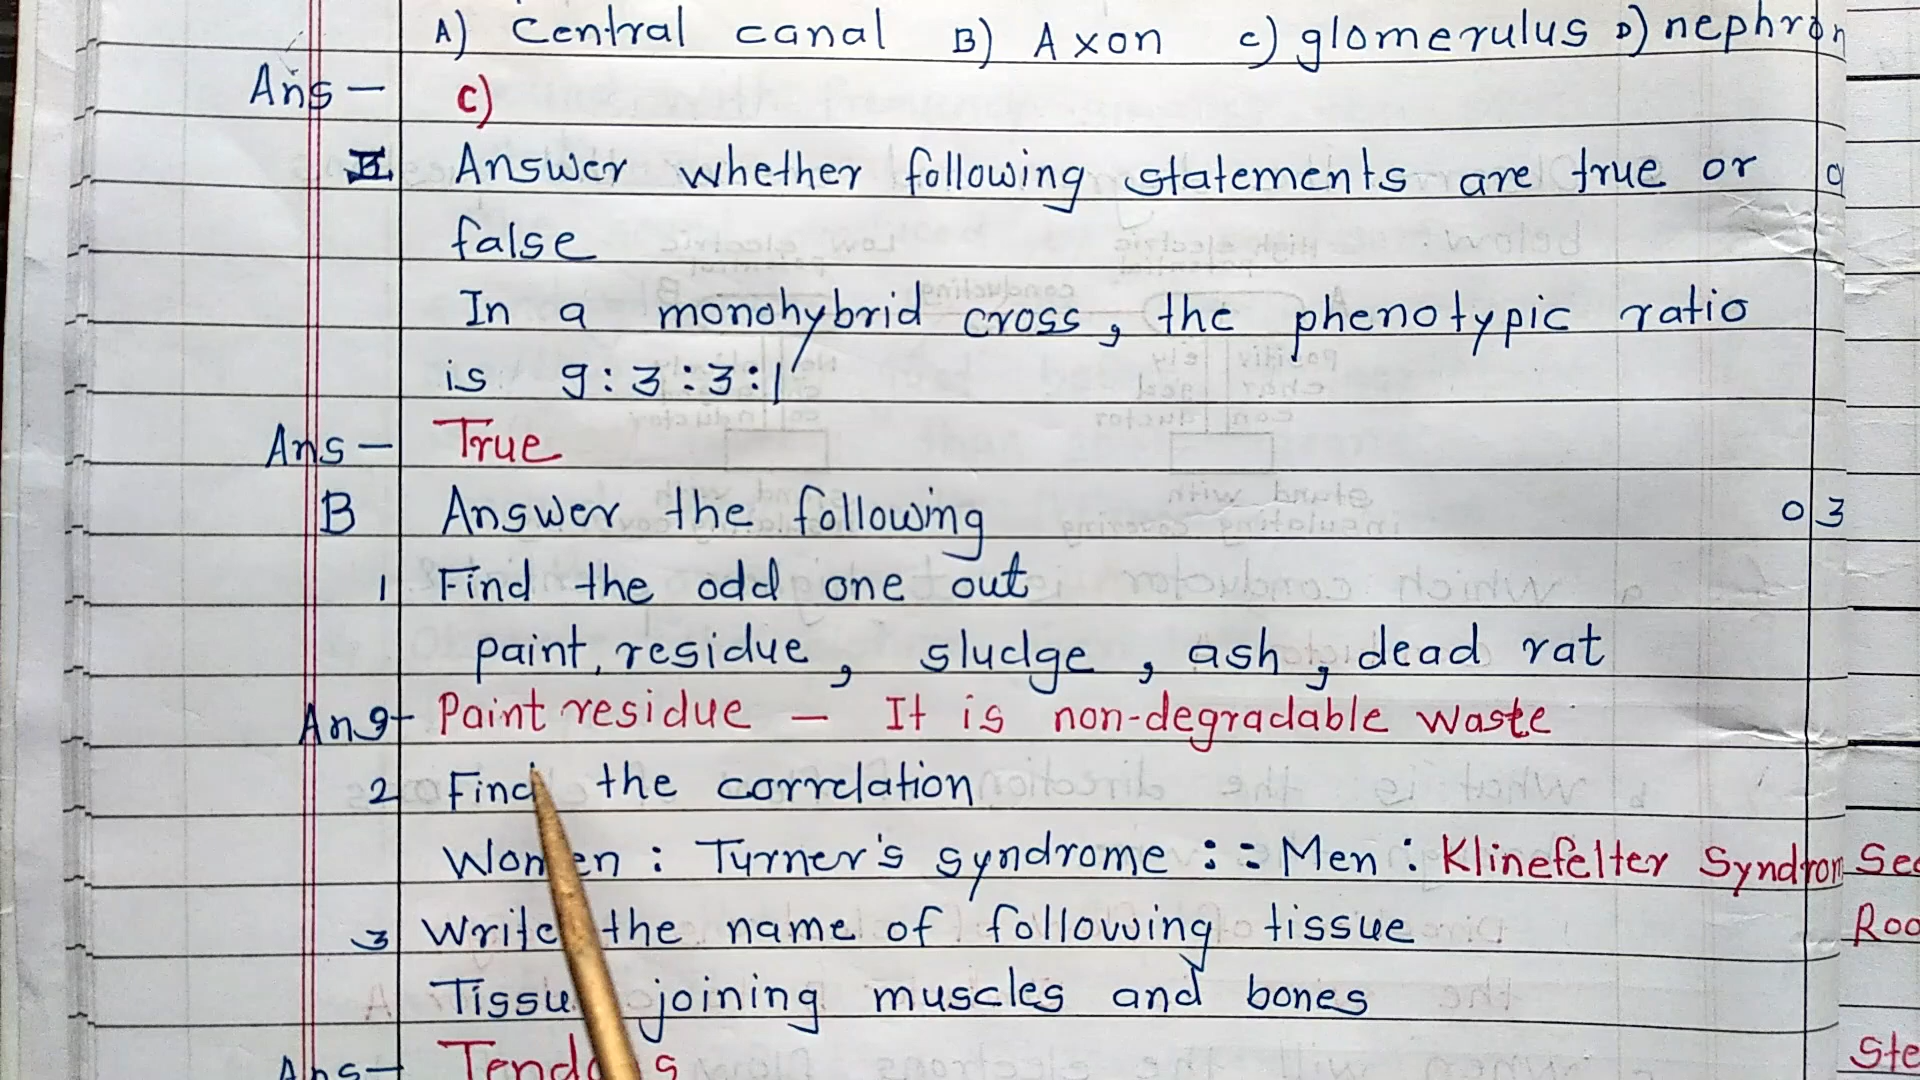 A) Central canal B) Axon c) glomerulus D) nephron
Ans - c)
II Answer whether following statements are true or
false
In a monohybrid cross, the phenotypic ratio
is 9:3:3:1
Ans - True
B Answer the following 03
1 Find the odd one out
paint, residue, sludge, ash, dead rat
Ans - Paint residue - It is non-degradable waste
2 Find the correlation
Women : Turner's syndrome :: Men : Klinefelter Syndrom
3 Write the name of following tissue
Tissue joining muscles and bones
Ans -